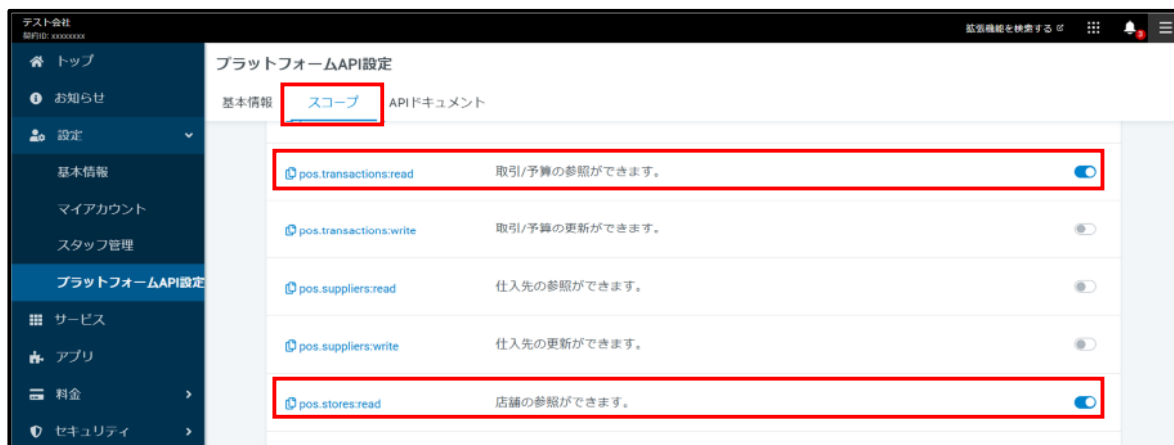 テスト会社
契約ID: xxxxxxxx
拡張機能を検索する
3
トップ
お知らせ
設定
基本情報
マイアカウント
スタッフ管理
プラットフォームAPI設定
サービス
アプリ
料金
セキュリティ
プラットフォームAPI設定
基本情報 スコープ APIドキュメント
pos.transactions:read 取引/予算の参照ができます。
pos.transactions:write 取引/予算の更新ができます。
pos.suppliers:read 仕入先の参照ができます。
pos.suppliers:write 仕入先の更新ができます。
pos.stores:read 店舗の参照ができます。